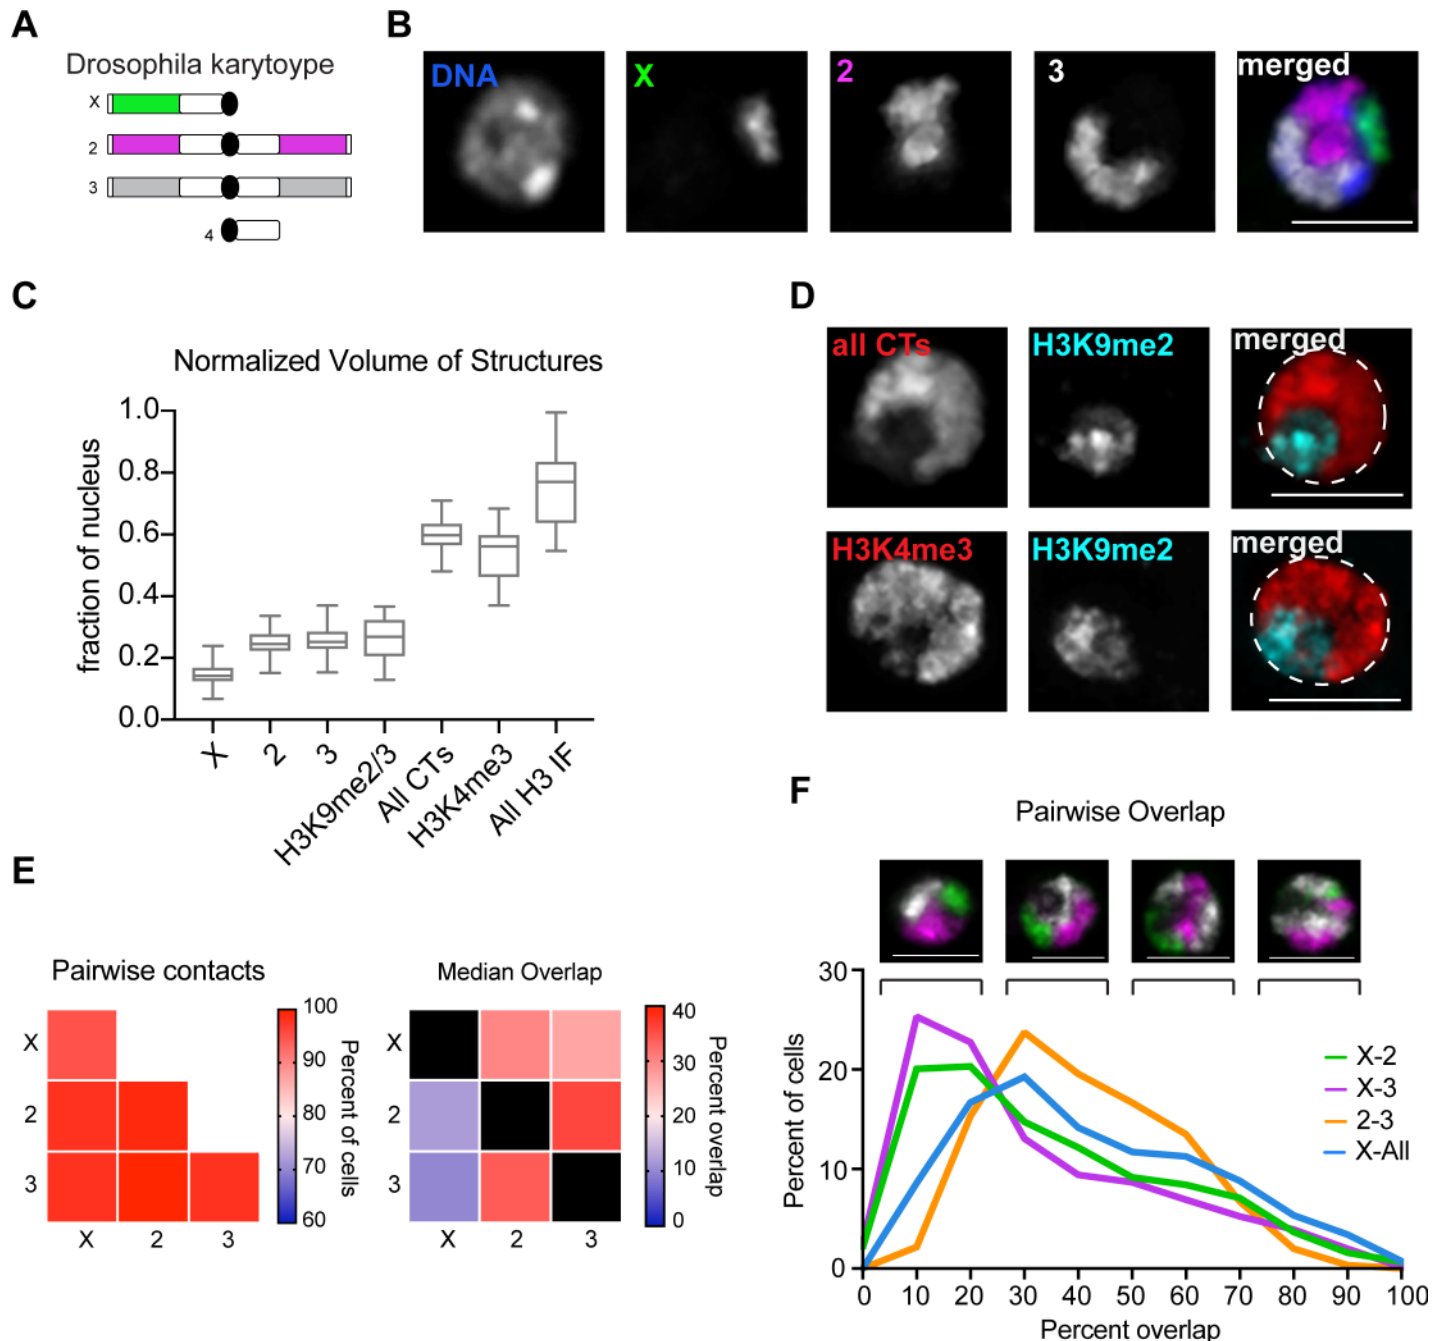 A
Drosophila karytoype
X
2
3
4
B
DNA
X
2
3
merged
C
Normalized Volume of Structures
fraction of nucleus
1.0
0.8
0.6
0.4
0.2
0.0
X
2
3
H3K9me2/3
All CTs
H3K4me3
All H3 IF
D
all CTs
H3K9me2
merged
H3K4me3
H3K9me2
merged
E
Pairwise contacts
X
2
3
X
2
3
100
90
80
70
60
Percent of cells
Median Overlap
X
2
3
X
2
3
40
30
20
10
0
Percent overlap
F
Pairwise Overlap
Percent of cells
30
20
10
0
0 10 20 30 40 50 60 70 80 90 100
Percent overlap
X-2
X-3
2-3
X-All